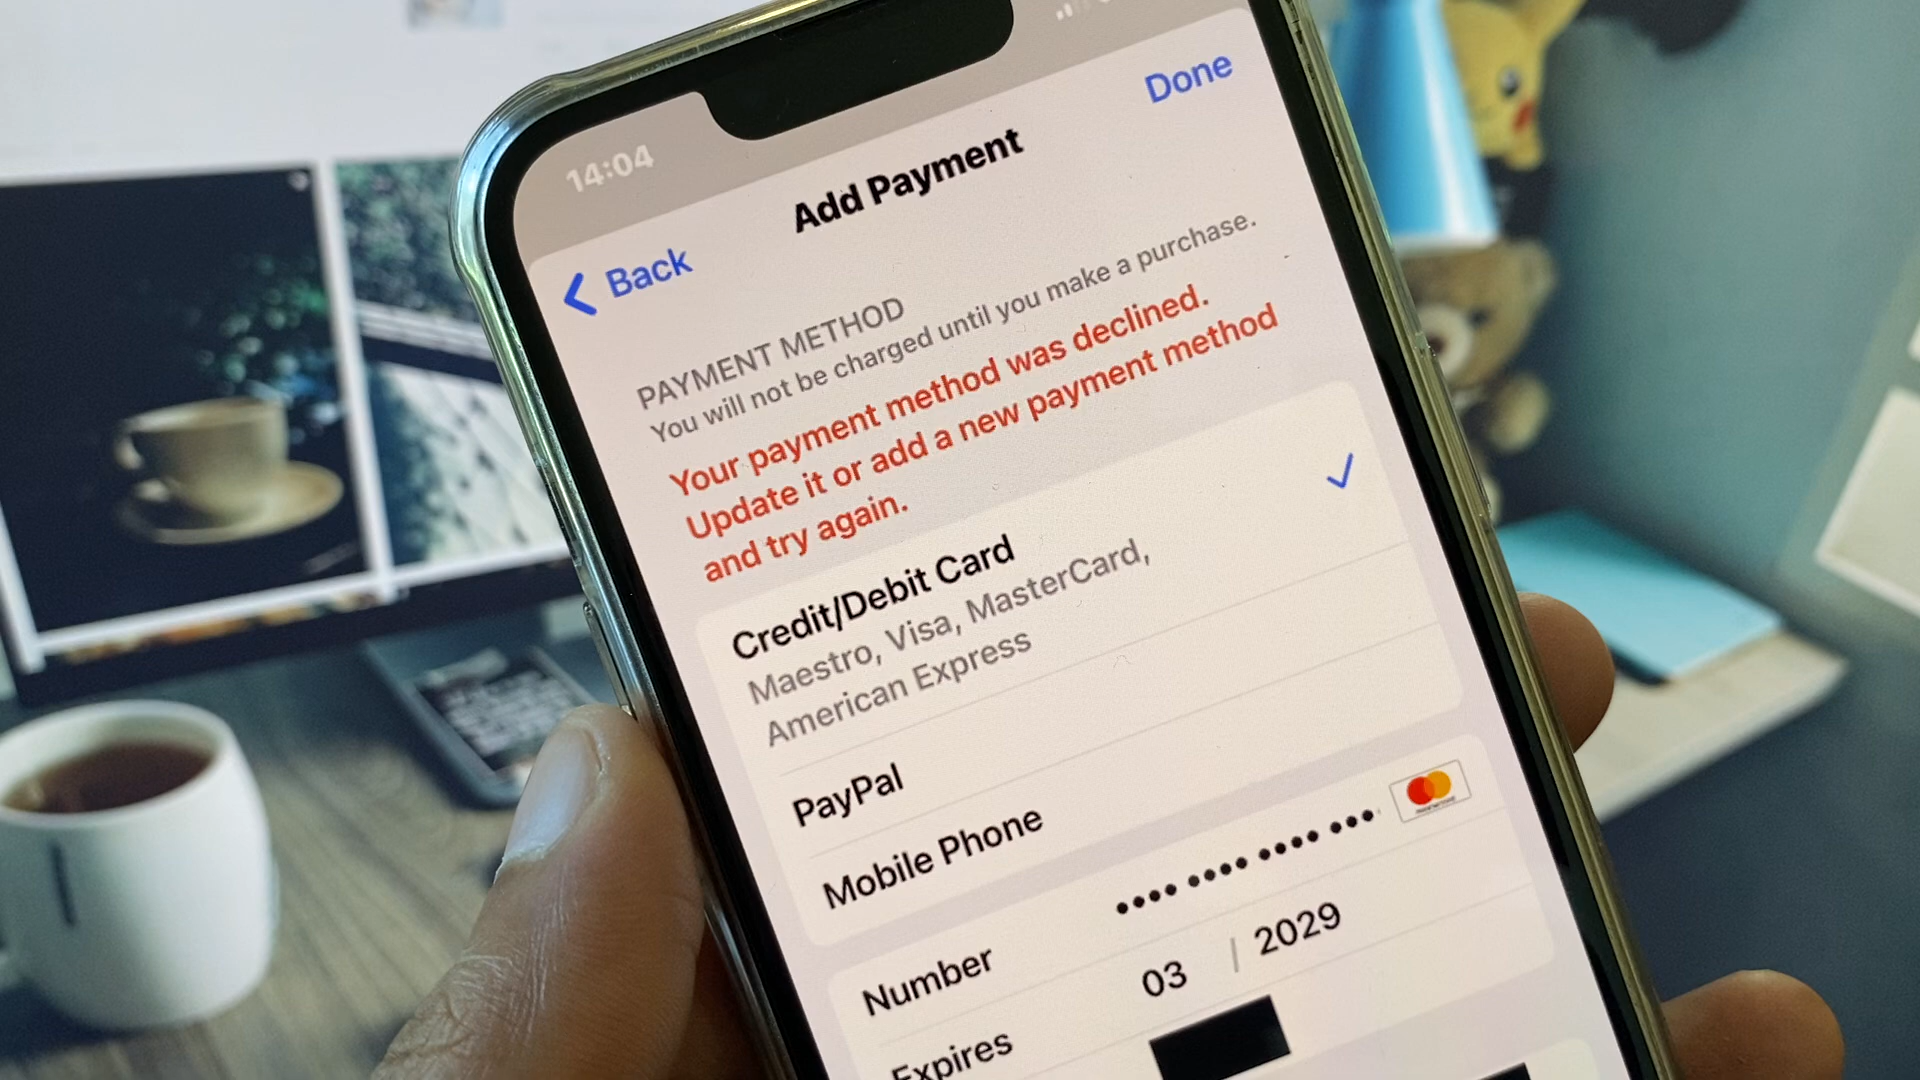 14:04
Done
Add Payment
Back
PAYMENT METHOD
You will not be charged until you make a purchase.
Your payment method was declined.
Update it or add a new payment method
and try again.
Credit/Debit Card
Maestro, Visa, MasterCard,
American Express
PayPal
Mobile Phone
Number •••• •••• •••• •••
Expires 03 / 2029